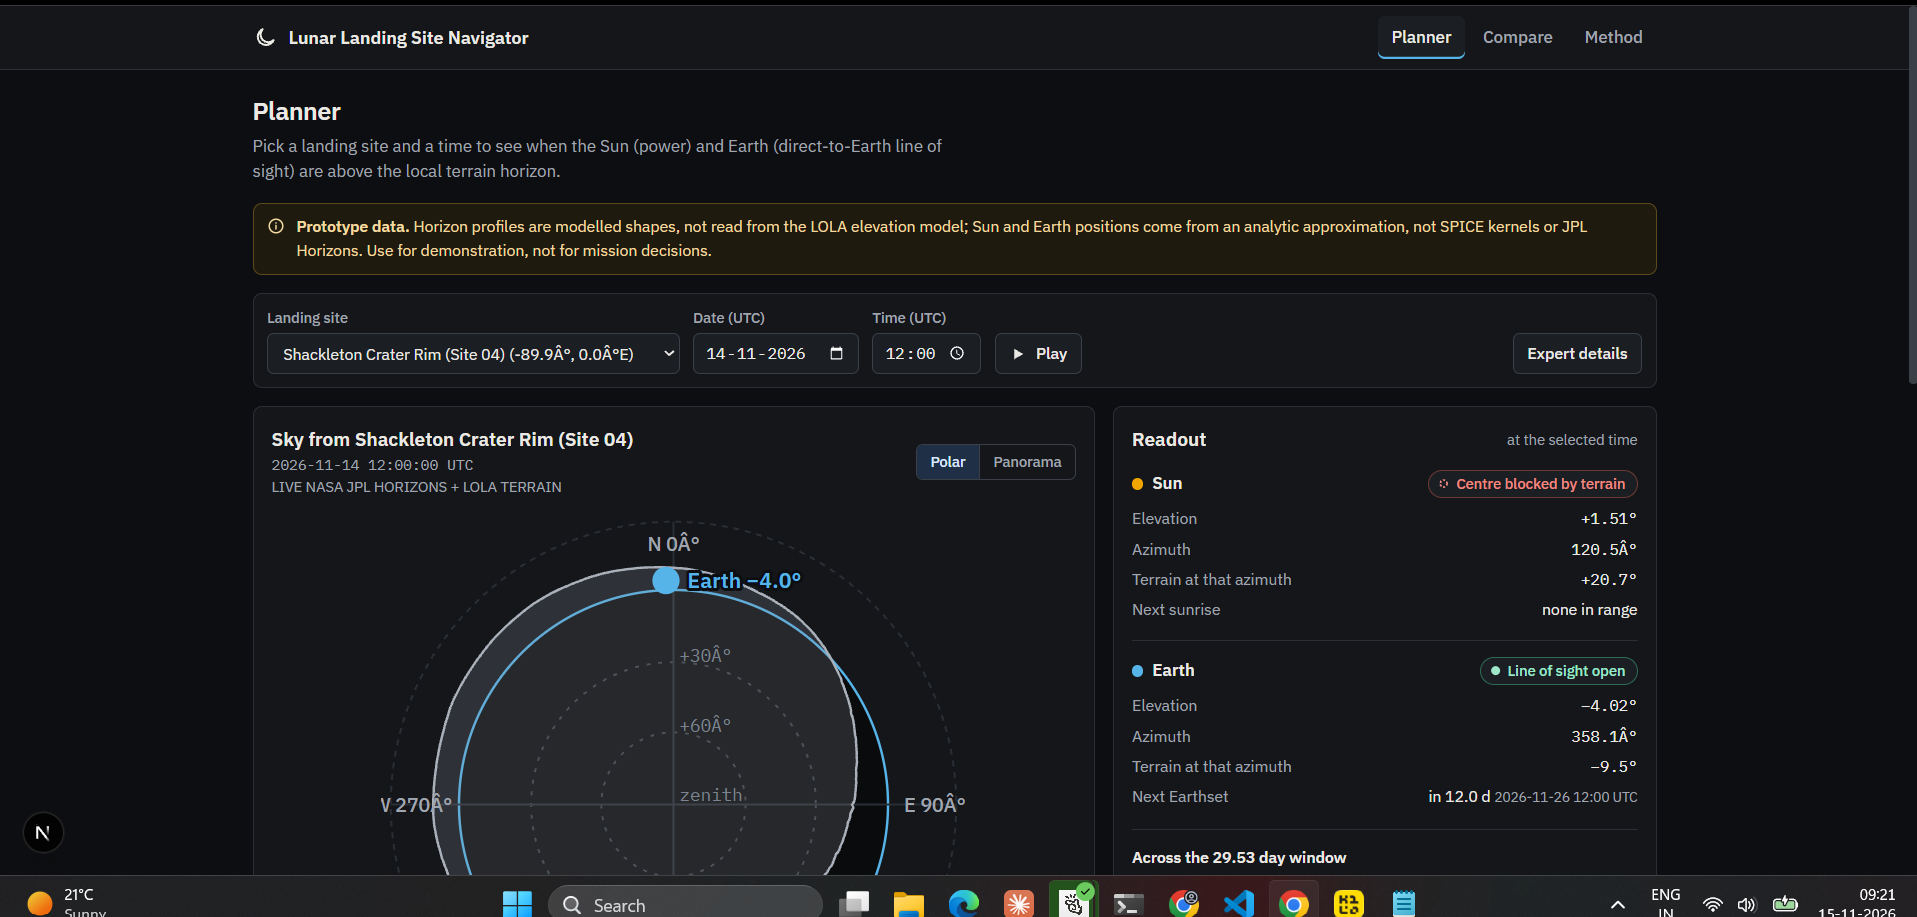 Lunar Landing Site Navigator
Planner
Compare
Method
Planner
Pick a landing site and a time to see when the Sun (power) and Earth (direct-to-Earth line of
sight) are above the local terrain horizon.
Prototype data. Horizon profiles are modelled shapes, not read from the LOLA elevation model; Sun and Earth positions come from an analytic approximation, not SPICE kernels or JPL
Horizons. Use for demonstration, not for mission decisions.
Landing site
Date (UTC)
Time (UTC)
Shackleton Crater Rim (Site 04) (-89.9Â°, 0.0Â°E)
14-11-2026
12:00
Play
Expert details
Sky from Shackleton Crater Rim (Site 04)
2026-11-14 12:00:00 UTC
LIVE NASA JPL HORIZONS + LOLA TERRAIN
Polar
Panorama
N 0Â°
Earth −4.0°
+30Â°
+60Â°
zenith
270Â°
E 90Â°
Readout
at the selected time
Sun
Centre blocked by terrain
Elevation
+1.51°
Azimuth
120.5Â°
Terrain at that azimuth
+20.7°
Next sunrise
none in range
Earth
Line of sight open
Elevation
−4.02°
Azimuth
358.1Â°
Terrain at that azimuth
−9.5°
Next Earthset
in 12.0 d 2026-11-26 12:00 UTC
Across the 29.53 day window
N
21°C
Sunny
Search
ENG
IN
09:21
15-11-2026